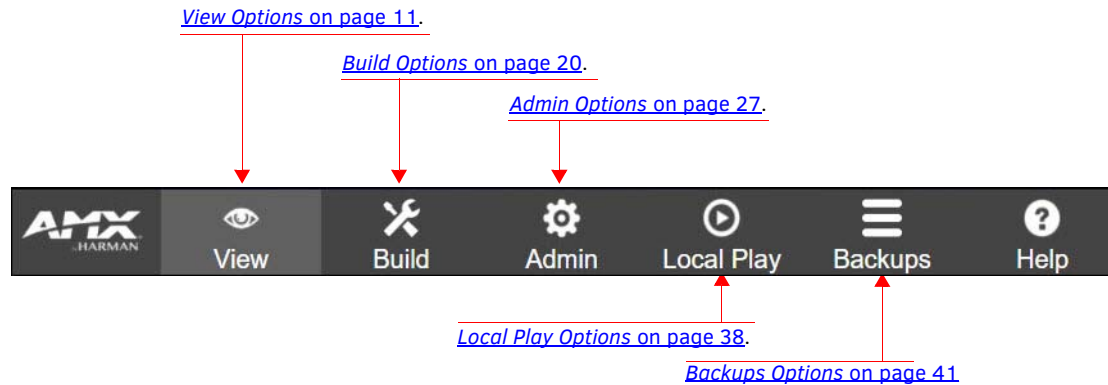 View Options on page 11.
Build Options on page 20.
Admin Options on page 27.
AMX
by HARMAN
View
Build
Admin
Local Play
Backups
Help
Local Play Options on page 38.
Backups Options on page 41